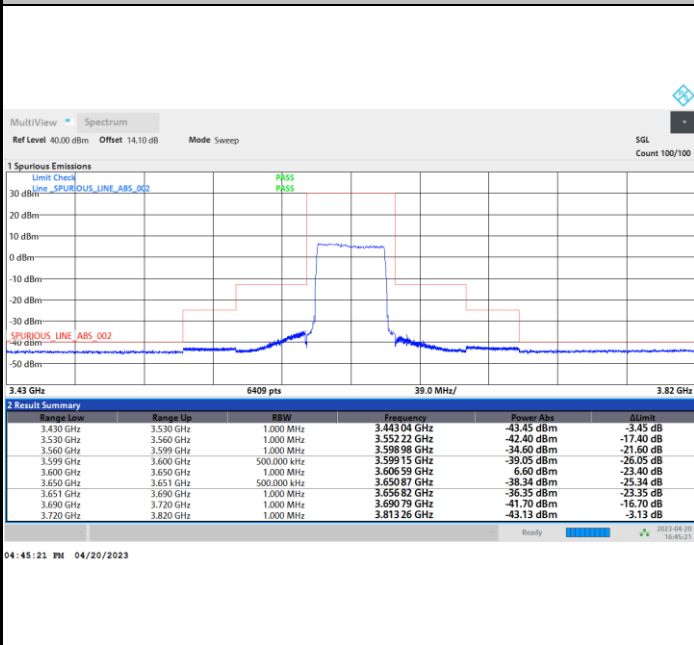 MultiView Spectrum
Ref Level 40.00 dBm Offset 14.10 dB Mode Sweep SGL
Count 100/100
1 Spurious Emissions
Limit Check PASS
Line _SPURIOUS_LINE_ABS_002 PASS
30 dBm
20 dBm
10 dBm
0 dBm
-10 dBm
-20 dBm
-30 dBm
_SPURIOUS_LINE_ABS_002
-40 dBm
-50 dBm
3.43 GHz 6409 pts 39.0 MHz/ 3.82 GHz
2 Result Summary
Range Low Range Up RBW Frequency Power Abs ΔLimit
3.430 GHz 3.530 GHz 1.000 MHz 3.443 04 GHz -43.45 dBm -3.45 dB
3.530 GHz 3.560 GHz 1.000 MHz 3.552 22 GHz -42.40 dBm -17.40 dB
3.560 GHz 3.599 GHz 1.000 MHz 3.598 98 GHz -34.60 dBm -21.60 dB
3.599 GHz 3.600 GHz 500.000 kHz 3.599 15 GHz -39.05 dBm -26.05 dB
3.600 GHz 3.650 GHz 1.000 MHz 3.606 59 GHz 6.60 dBm -23.40 dB
3.650 GHz 3.651 GHz 500.000 kHz 3.650 87 GHz -38.34 dBm -25.34 dB
3.651 GHz 3.690 GHz 1.000 MHz 3.656 82 GHz -36.35 dBm -23.35 dB
3.690 GHz 3.720 GHz 1.000 MHz 3.690 79 GHz -41.70 dBm -16.70 dB
3.720 GHz 3.820 GHz 1.000 MHz 3.813 26 GHz -43.13 dBm -3.13 dB
Ready 2023-04-20
16:45:21
04:45:21 PM 04/20/2023